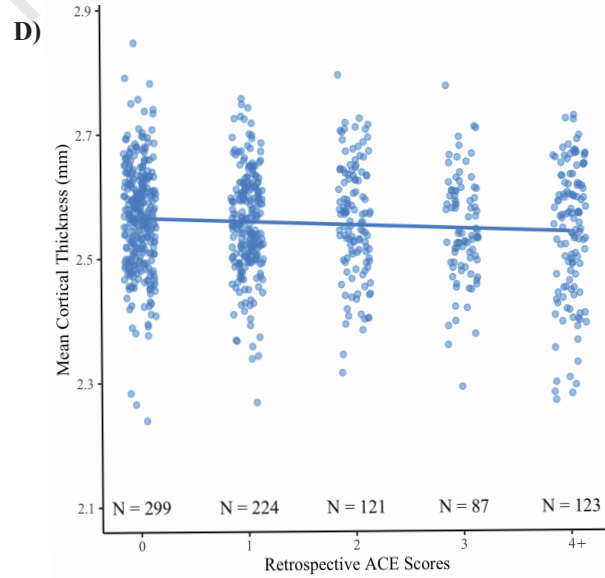 D)
Mean Cortical Thickness (mm)
2.9
2.7
2.5
2.3
2.1
N = 299 N = 224 N = 121 N = 87 N = 123
0 1 2 3 4+
Retrospective ACE Scores